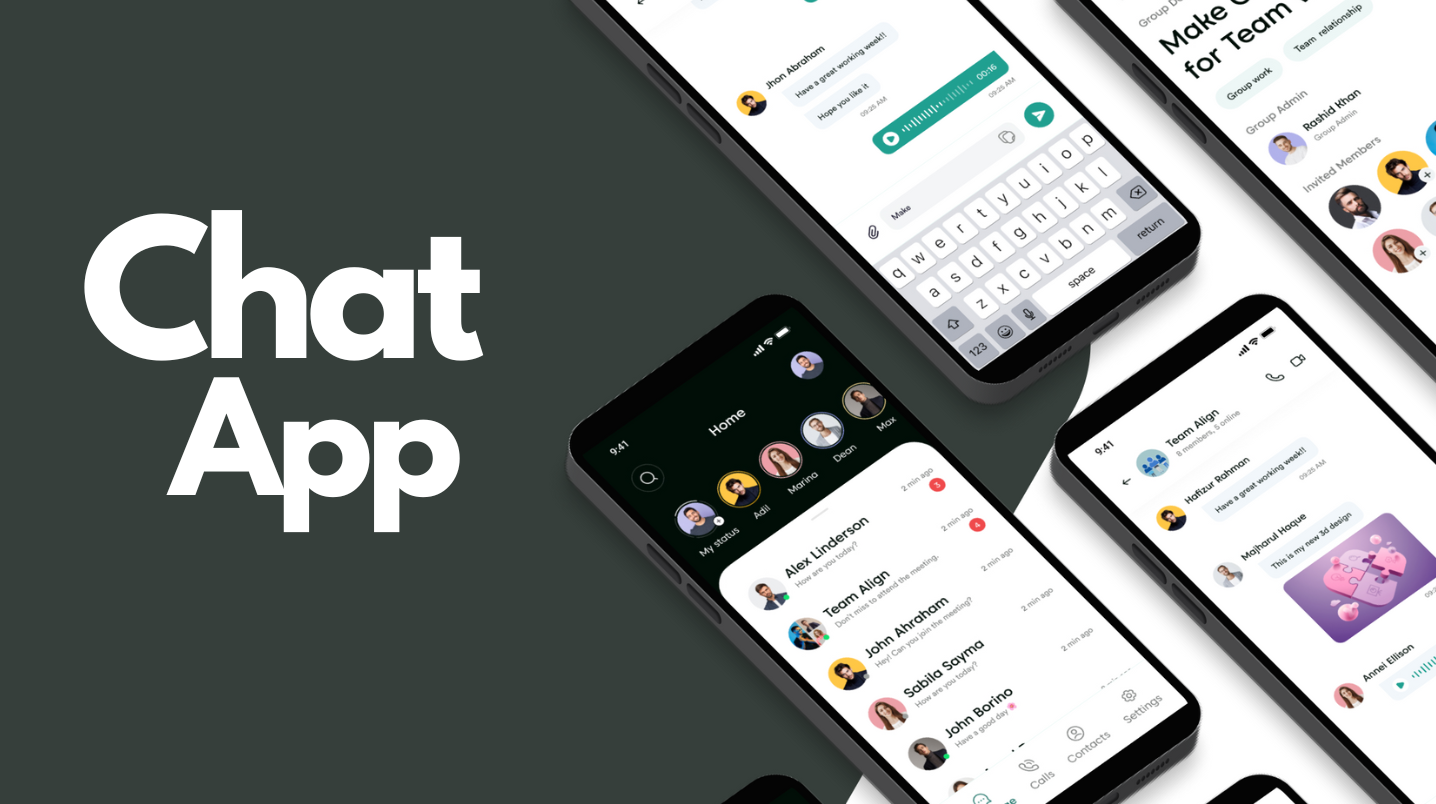 Chat
App
Jhon Abraham
Have a great working week!!
Hope you like it
09:25 AM
00:16
09:25 AM
Make
q w e r t y u i o p
a s d f g h j k l
z x c v b n m
123
space
return
Make
for Team
Group work
Team relationship
Group Admin
Rashid Khan
Group Admin
Invited Members
9:41
Home
My status
Adil
Marina
Dean
Max
Alex Linderson
How are you today?
2 min ago
3
Team Align
Don't miss to attend the meeting.
2 min ago
4
John Ahraham
Hey! Can you join the meeting?
2 min ago
Sabila Sayma
How are you today?
2 min ago
John Borino
Have a good day
2 min ago
Calls
Contacts
Settings
9:41
Team Align
8 members, 5 online
Hafizur Rahman
Have a great working week!!
09:25 AM
Majharul Haque
This is my new 3d design
Annei Ellison